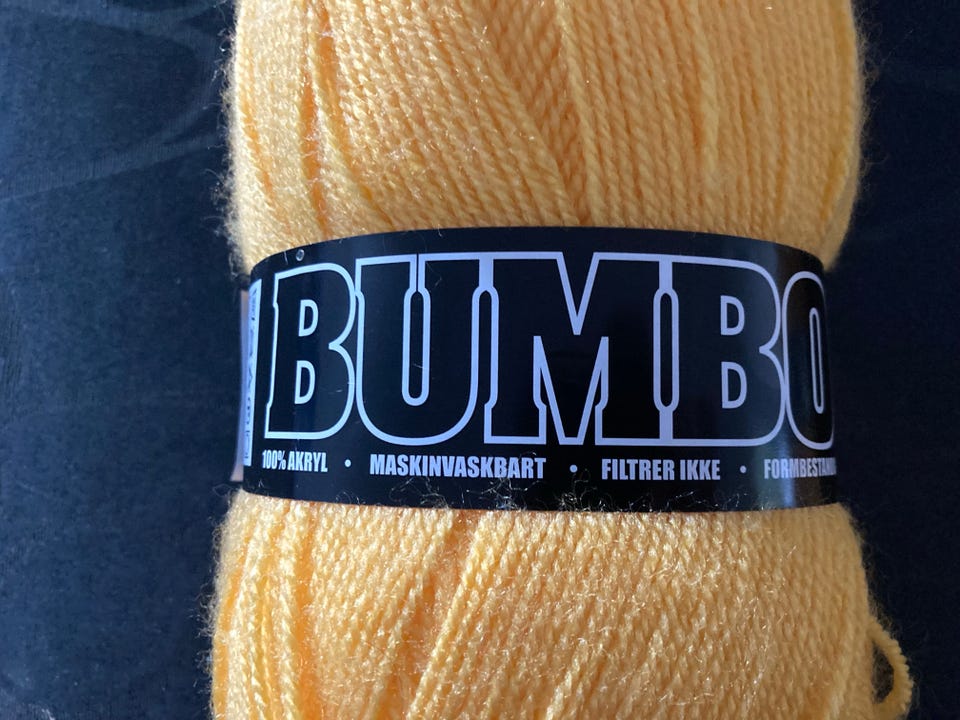 BUMBO
100% AKRYL • MASKINVASKBART • FILTRER IKKE •